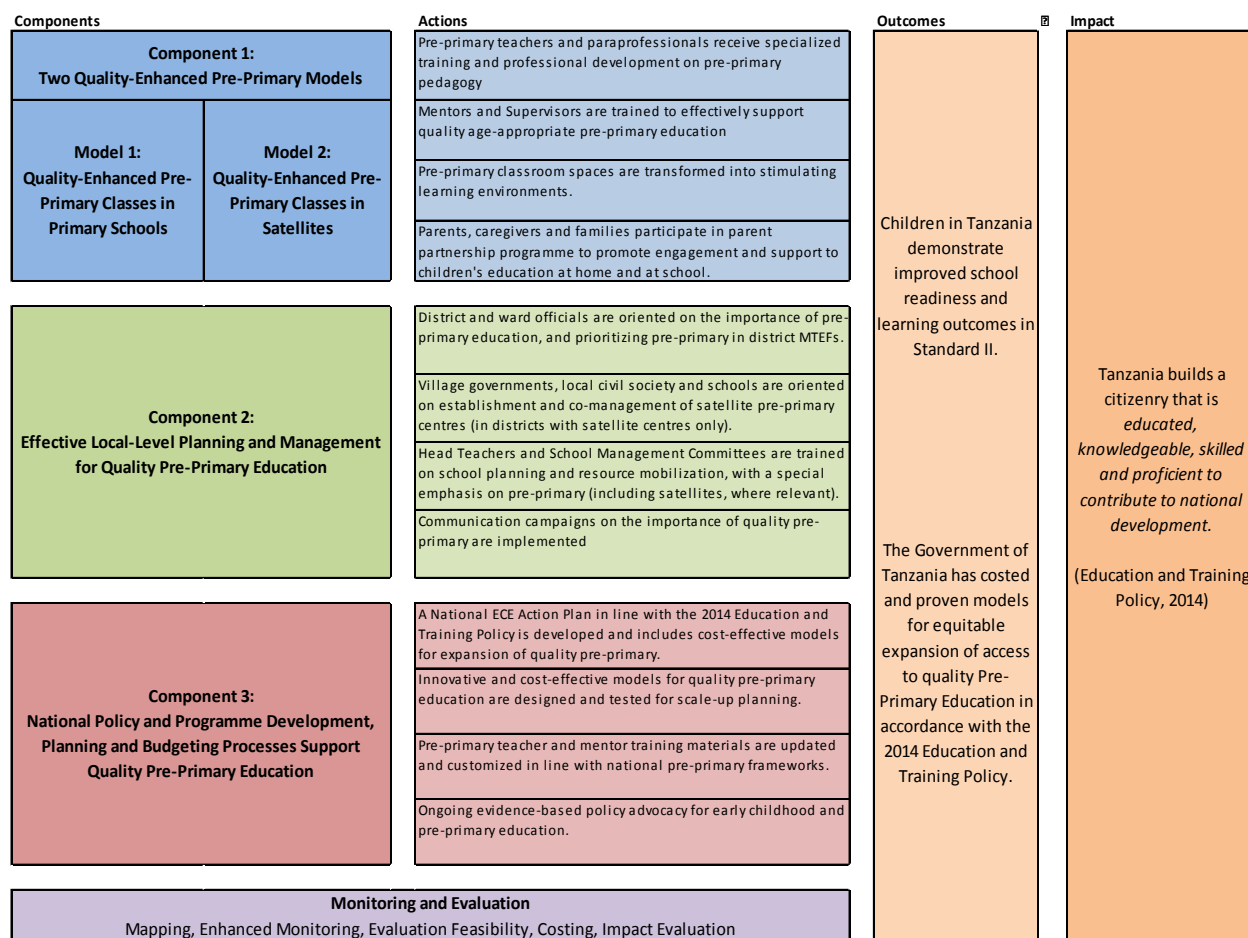 Components
Actions
Outcomes
Impact
Component 1:
Two Quality-Enhanced Pre-Primary Models
Model 1:
Quality-Enhanced Pre-
Primary Classes in
Primary Schools
Model 2:
Quality-Enhanced Pre-
Primary Classes in
Satellites
Pre-primary teachers and paraprofessionals receive specialized
training and professional development on pre-primary
pedagogy
Mentors and Supervisors are trained to effectively support
quality age-appropriate pre-primary education
Pre-primary classroom spaces are transformed into stimulating
learning environments.
Parents, caregivers and families participate in parent
partnership programme to promote engagement and support to
children's education at home and at school.
Component 2:
Effective Local-Level Planning and Management
for Quality Pre-Primary Education
District and ward officials are oriented on the importance of pre-
primary education, and prioritizing pre-primary in district MTEFs.
Village governments, local civil society and schools are oriented
on establishment and co-management of satellite pre-primary
centres (in districts with satellite centres only).
Head Teachers and School Management Committees are trained
on school planning and resource mobilization, with a special
emphasis on pre-primary (including satellites, where relevant).
Communication campaigns on the importance of quality pre-
primary are implemented
Component 3:
National Policy and Programme Development,
Planning and Budgeting Processes Support
Quality Pre-Primary Education
A National ECE Action Plan in line with the 2014 Education and
Training Policy is developed and includes cost-effective models
for expansion of quality pre-primary.
Innovative and cost-effective models for quality pre-primary
education are designed and tested for scale-up planning.
Pre-primary teacher and mentor training materials are updated
and customized in line with national pre-primary frameworks.
Ongoing evidence-based policy advocacy for early childhood and
pre-primary education.
Monitoring and Evaluation
Mapping, Enhanced Monitoring, Evaluation Feasibility, Costing, Impact Evaluation
Children in Tanzania
demonstrate
improved school
readiness and
learning outcomes in
Standard II.
The Government of
Tanzania has costed
and proven models
for equitable
expansion of access
to quality Pre-
Primary Education in
accordance with the
2014 Education and
Training Policy.
Tanzania builds a
citizenry that is
educated,
knowledgeable, skilled
and proficient to
contribute to national
development.
(Education and Training
Policy, 2014)